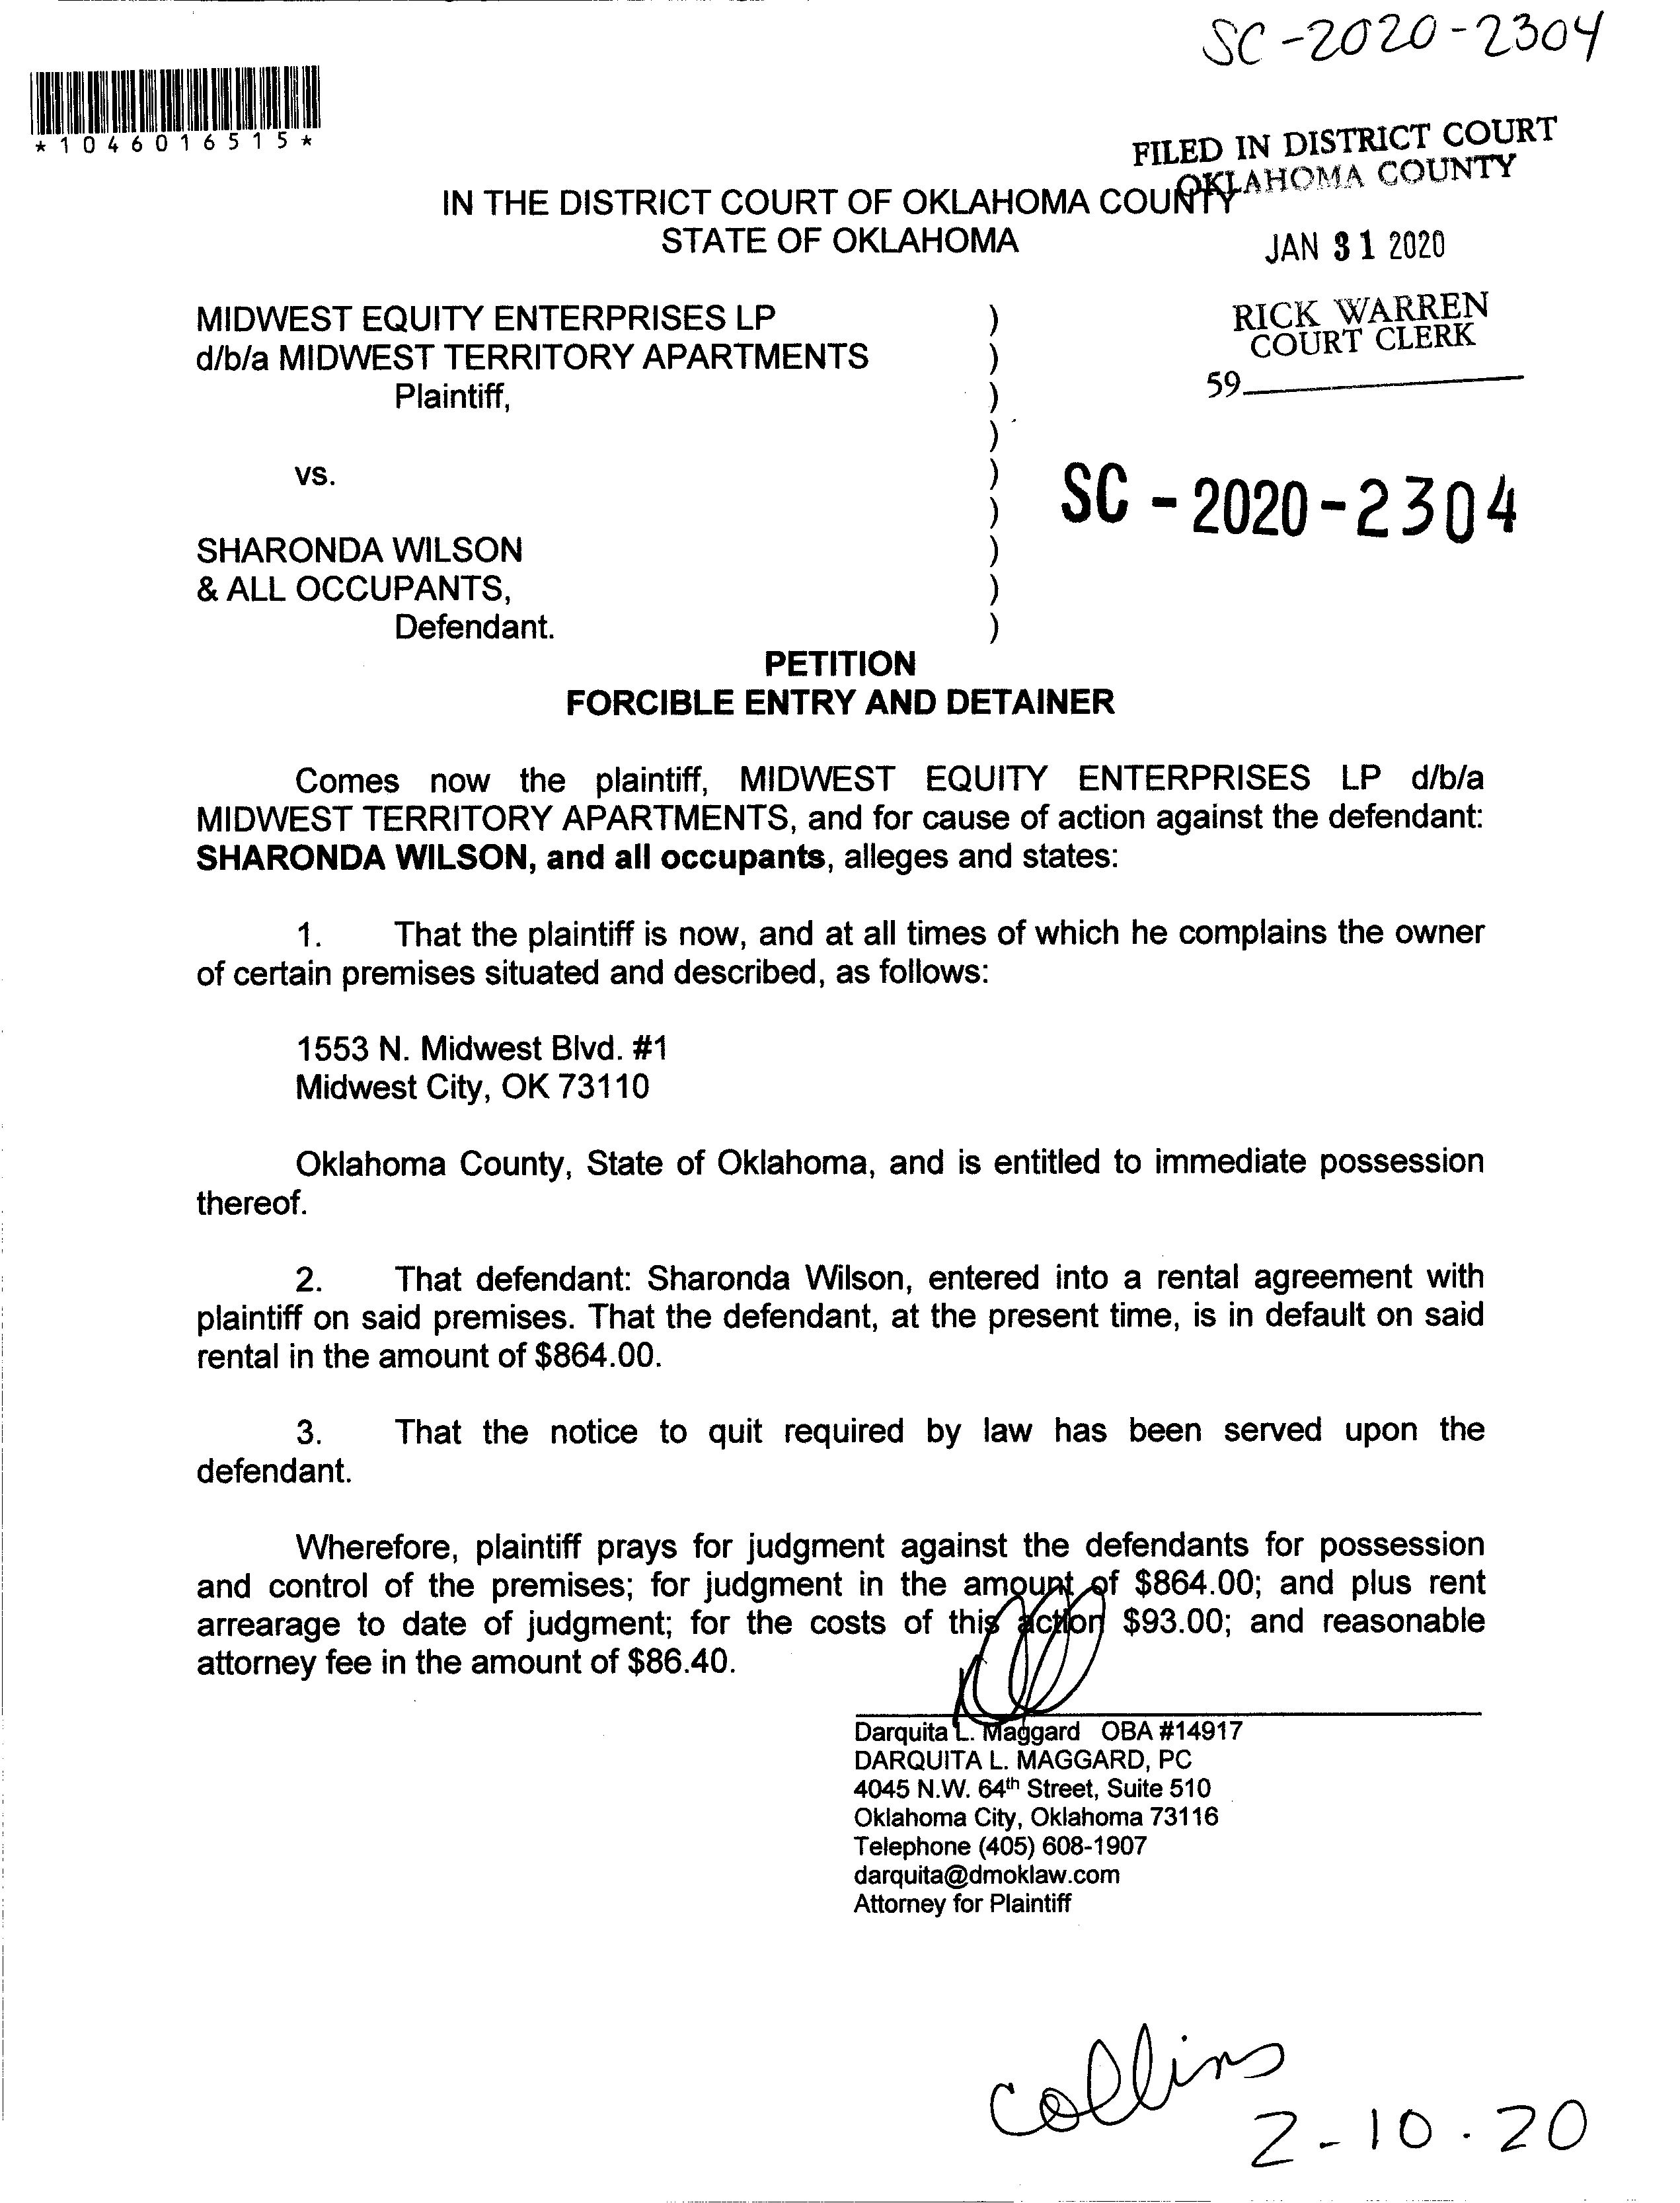 SC-2020-2304
*1046016515*
FILED IN DISTRICT COURT
OKLAHOMA COUNTY
IN THE DISTRICT COURT OF OKLAHOMA COUNTY
STATE OF OKLAHOMA
JAN 31 2020
RICK WARREN
COURT CLERK
59
MIDWEST EQUITY ENTERPRISES LP )
d/b/a MIDWEST TERRITORY APARTMENTS )
Plaintiff, )
)
vs. )
)
SC - 2020-2304
SHARONDA WILSON )
& ALL OCCUPANTS, )
Defendant. )
PETITION
FORCIBLE ENTRY AND DETAINER
Comes now the plaintiff, MIDWEST EQUITY ENTERPRISES LP d/b/a
MIDWEST TERRITORY APARTMENTS, and for cause of action against the defendant:
SHARONDA WILSON, and all occupants, alleges and states:
1. That the plaintiff is now, and at all times of which he complains the owner
of certain premises situated and described, as follows:
1553 N. Midwest Blvd. #1
Midwest City, OK 73110
Oklahoma County, State of Oklahoma, and is entitled to immediate possession
thereof.
2. That defendant: Sharonda Wilson, entered into a rental agreement with
plaintiff on said premises. That the defendant, at the present time, is in default on said
rental in the amount of $864.00.
3. That the notice to quit required by law has been served upon the
defendant.
Wherefore, plaintiff prays for judgment against the defendants for possession
and control of the premises; for judgment in the amount of $864.00; and plus rent
arrearage to date of judgment; for the costs of this action $93.00; and reasonable
attorney fee in the amount of $86.40.
Darquita L. Maggard OBA #14917
DARQUITA L. MAGGARD, PC
4045 N.W. 64th Street, Suite 510
Oklahoma City, Oklahoma 73116
Telephone (405) 608-1907
darquita@dmoklaw.com
Attorney for Plaintiff
Collins
2-10.20